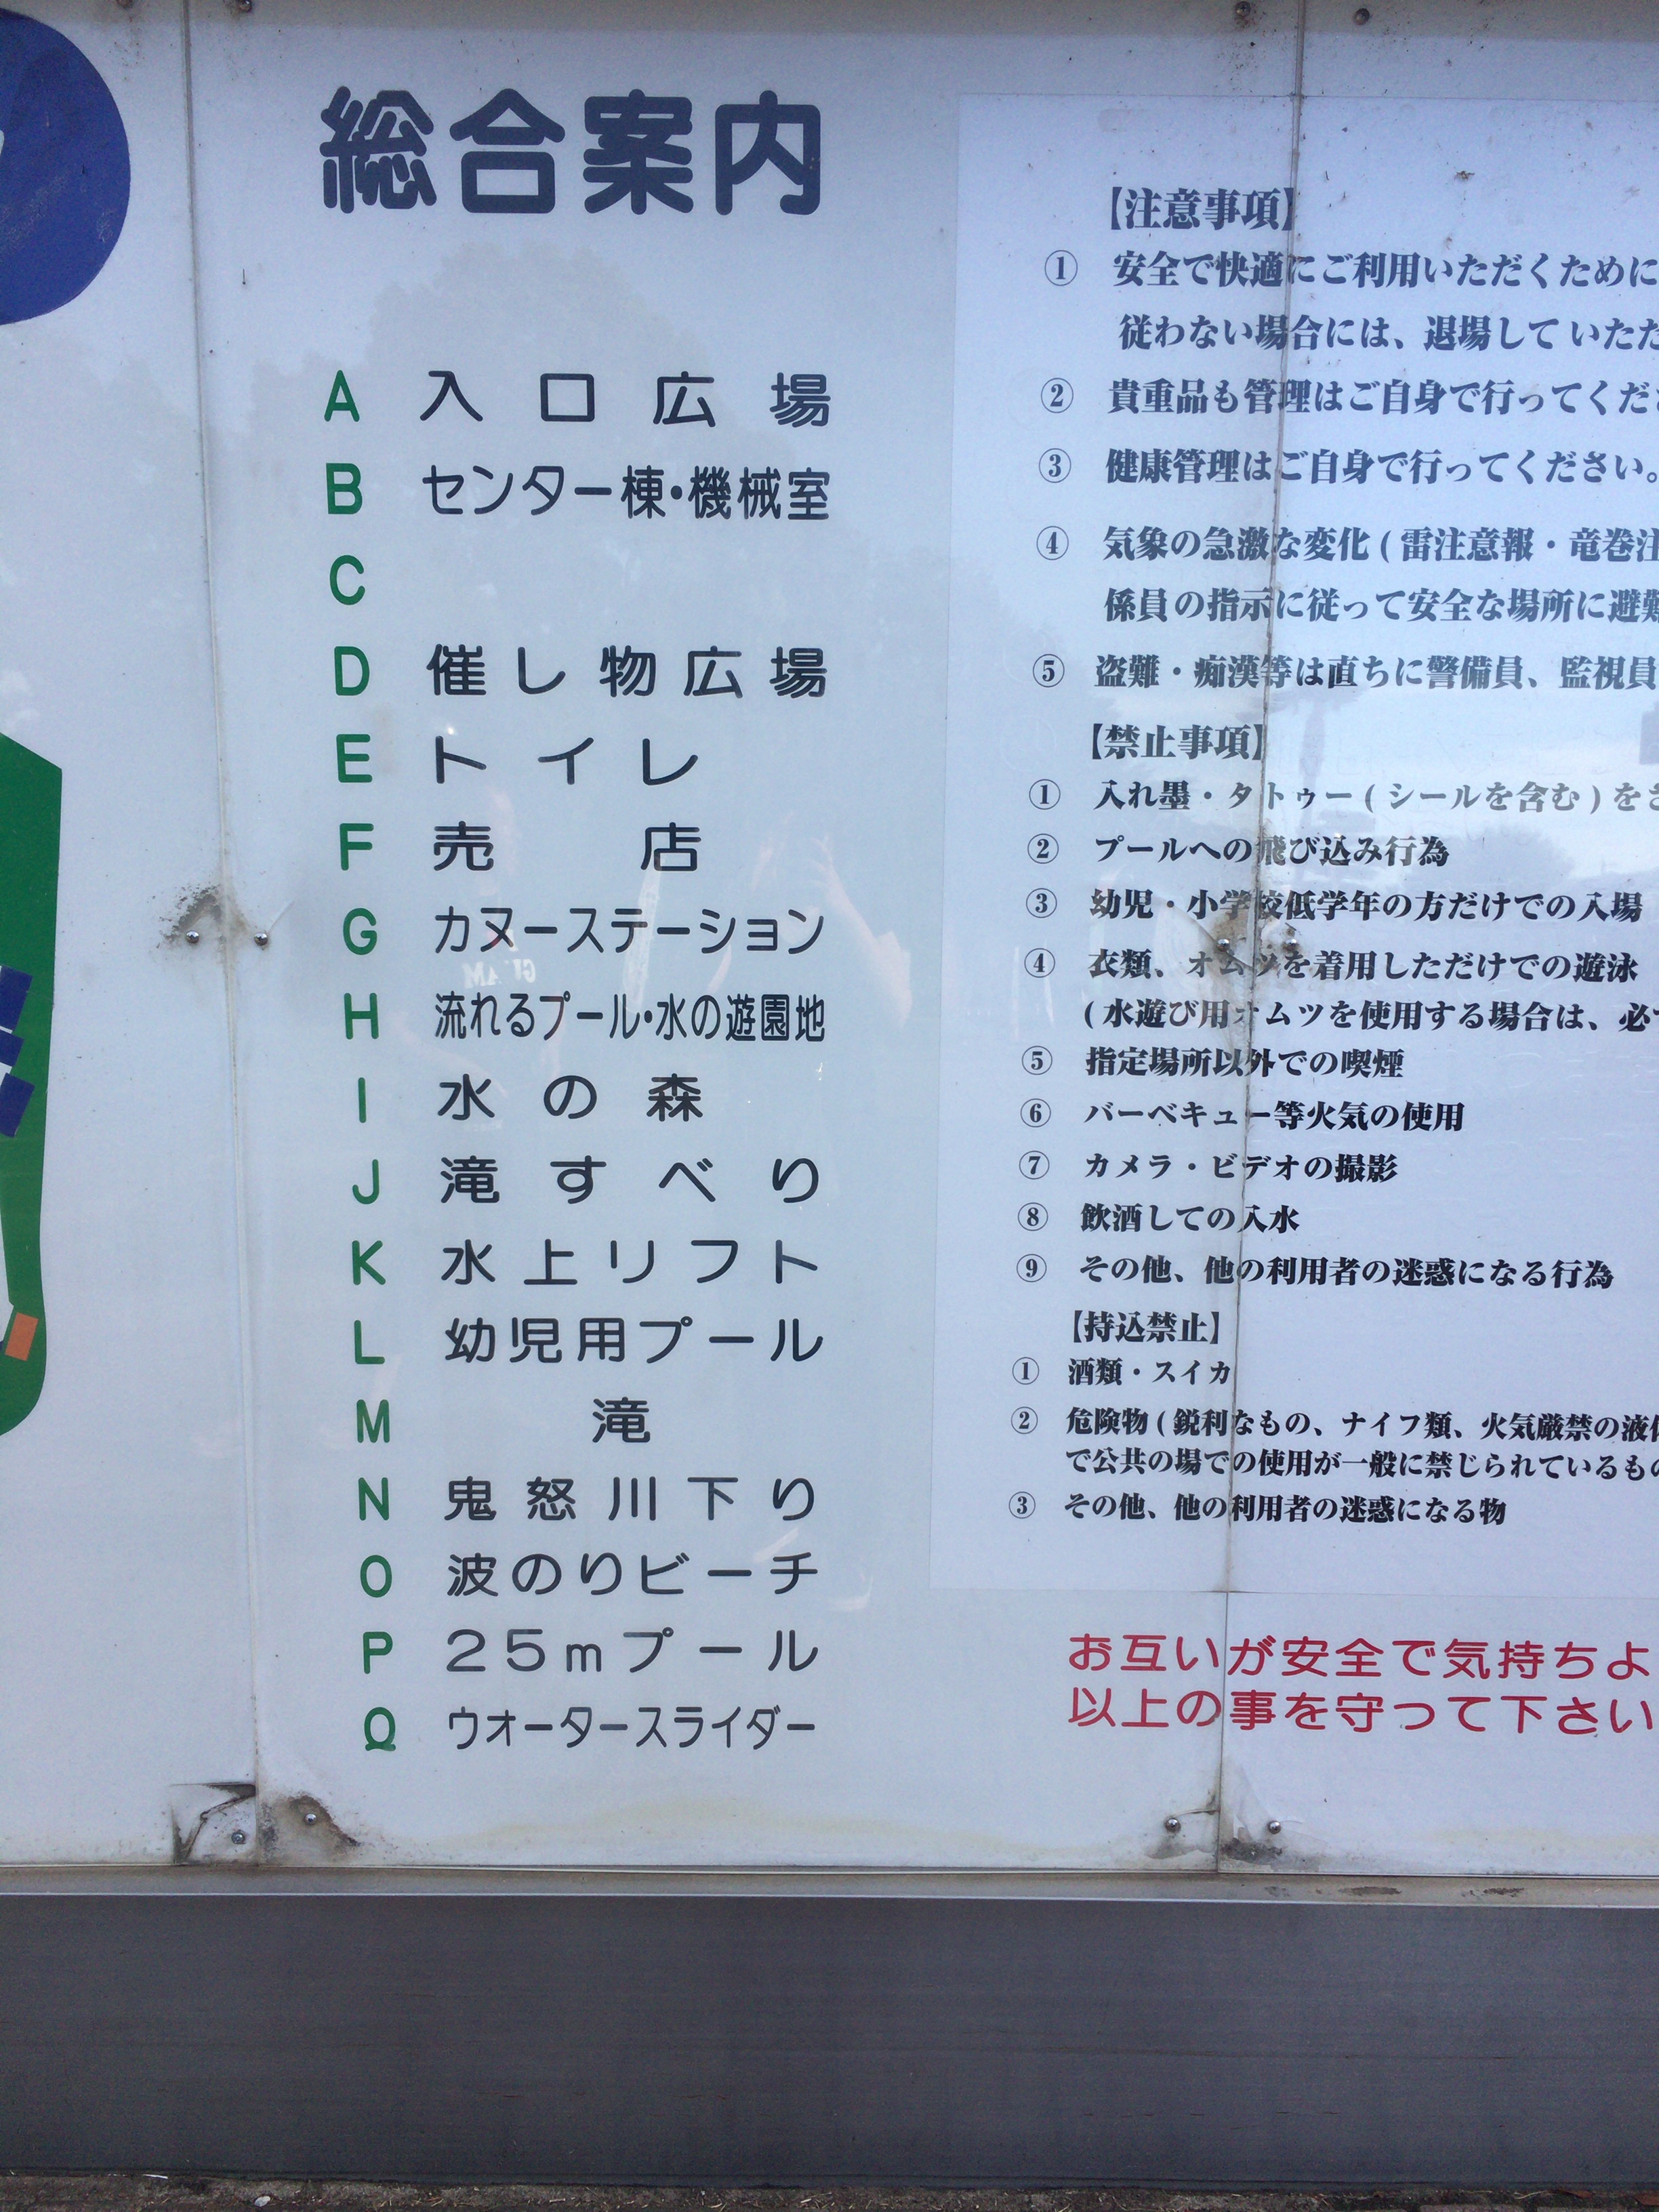 総合案内
A 入口広場
B センター棟・機械室
C
D 催し物広場
E トイレ
F 売店
G カヌーステーション
H 流れるプール・水の遊園地
I 水の森
J 滝すべり
K 水上リフト
L 幼児用プール
M 滝
N 鬼怒川下り
O 波のりビーチ
P 25mプール
Q ウォータースライダー
【注意事項】
① 安全で快適にご利用いただくために
従わない場合には、退場していただ
② 貴重品も管理はご自身で行ってくださ
③ 健康管理はご自身で行ってください。
④ 気象の急激な変化(雷注意報・竜巻注
係員の指示に従って安全な場所に避難
⑤ 盗難・痴漢等は直ちに警備員、監視員
【禁止事項】
① 入れ墨・タトゥー(シールを含む)をさ
② プールへの飛び込み行為
③ 幼児・小学校低学年の方だけでの入場
④ 衣類、オムツを着用しただけでの遊泳
(水遊び用オムツを使用する場合は、必ず
⑤ 指定場所以外での喫煙
⑥ バーベキュー等火気の使用
⑦ カメラ・ビデオの撮影
⑧ 飲酒しての入水
⑨ その他、他の利用者の迷惑になる行為
【持込禁止】
① 酒類・スイカ
② 危険物(鋭利なもの、ナイフ類、火気厳禁の液体
で公共の場での使用が一般に禁じられているもの
③ その他、他の利用者の迷惑になる物
お互いが安全で気持ちよ
以上の事を守って下さい